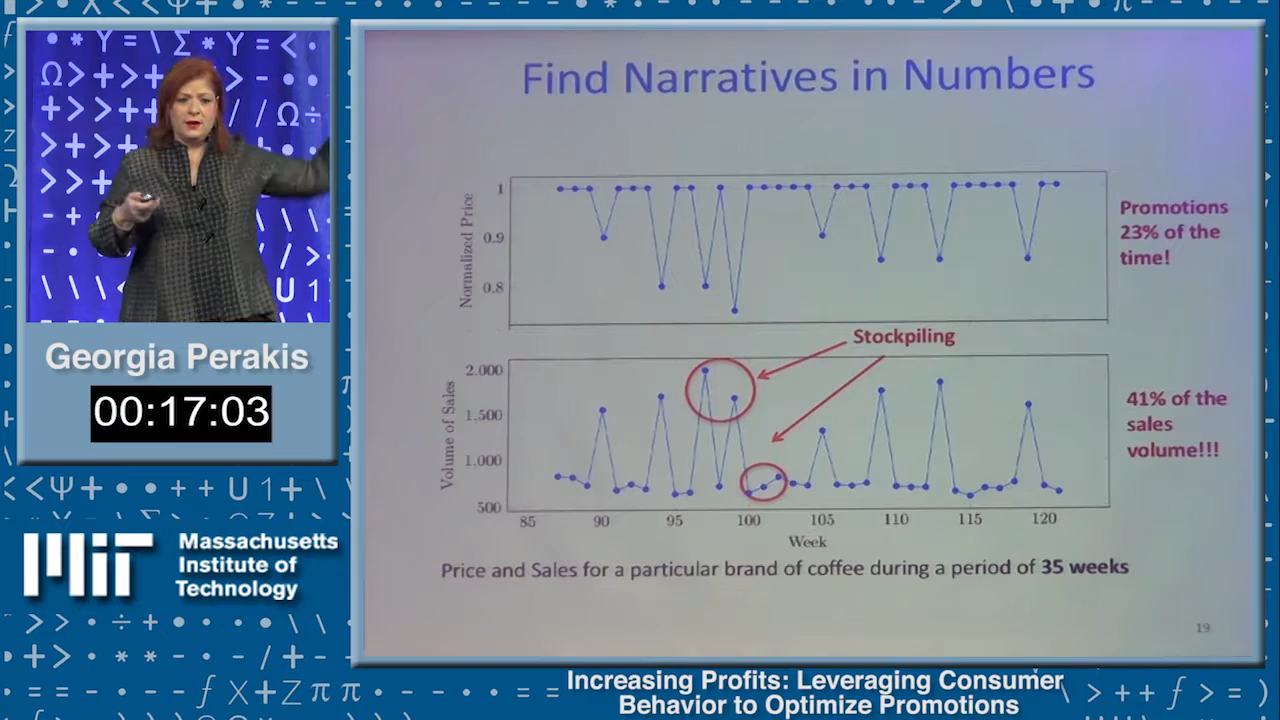 Find Narratives in Numbers
Normalized Price
1
0.9
0.8
Promotions
23% of the
time!
Stockpiling
Volume of Sales
2.000
1,500
1.000
500
41% of the
sales
volume!!!
85 90 95 100 105 110 115 120
Week
Price and Sales for a particular brand of coffee during a period of 35 weeks
19
Georgia Perakis
00:17:03
MIT
Massachusetts
Institute of
Technology
Increasing Profits: Leveraging Consumer
Behavior to Optimize Promotions